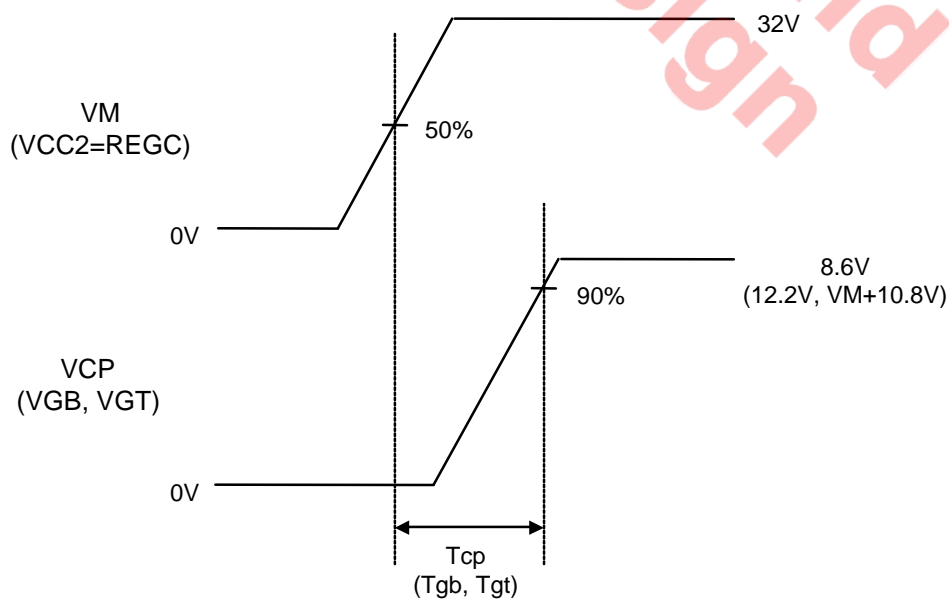 32V
VM
(VCC2=REGC)
50%
0V
8.6V
(12.2V, VM+10.8V)
90%
VCP
(VGB, VGT)
0V
Tcp
(Tgb, Tgt)